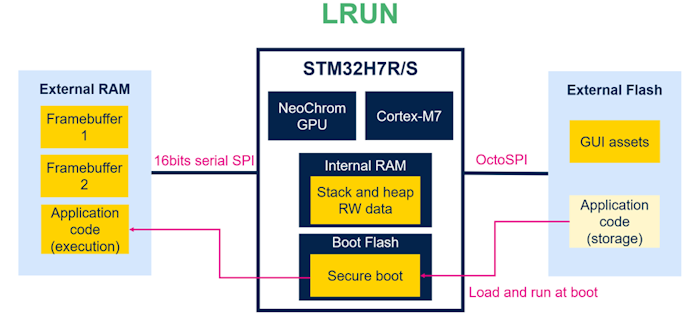 LRUN
External RAM
Framebuffer
1
Framebuffer
2
Application
code
(execution)
16bits serial SPI
STM32H7R/S
NeoChrom
GPU
Cortex-M7
Internal RAM
Stack and heap
RW data
Boot Flash
Secure boot
OctoSPI
Load and run at boot
External Flash
GUI assets
Application
code
(storage)